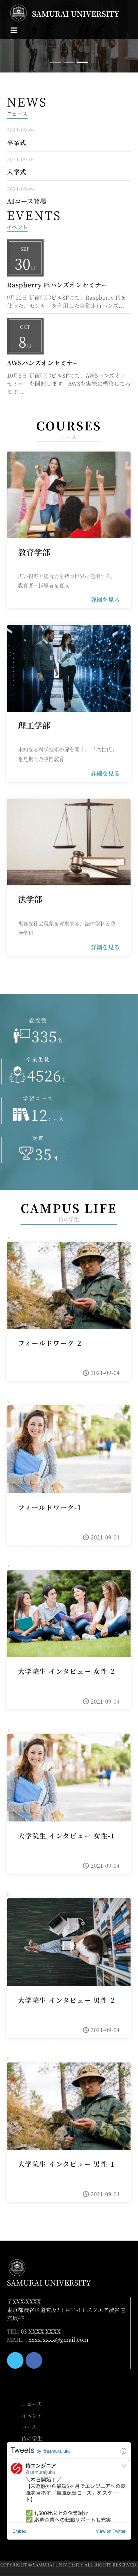 SAMURAI UNIVERSITY
NEWS
ニュース
2021-09-04
卒業式
2021-09-04
入学式
2021-09-04
AIコース登場
EVENTS
イベント
SEP
30日
Raspberry Piハンズオンセミナー
9月30日 新宿〇〇ビル8Fにて、Raspberry Piを
使った、センサーを利用した自動走行ハンズ...
OCT
8日
AWSハンズオンセミナー
10月8日 新宿〇〇ビル8Fにて、AWSハンズオン
セミナーを開催します。AWSを実際に構築してみ
ます...
COURSES
コース
教育学部
広い視野と総合力を持つ世界に通用する、
教育者・指導者を育成
詳細を見る
理工学部
未知なる科学技術の扉を開く、 「次世代」
を見据えた専門教育
詳細を見る
法学部
複雑な社会現象を考察する、法律学科と政
治学科
詳細を見る
教授数
335名
卒業生徒
4526名
学習コース
12コース
受賞
35回
CAMPUS LIFE
侍の学生
フィールドワーク-2
2021-09-04
フィールドワーク-1
2021-09-04
大学院生 インタビュー 女性-2
2021-09-04
大学院生 インタビュー 女性-1
2021-09-04
大学院生 インタビュー 男性-2
2021-09-04
大学院生 インタビュー 男性-1
2021-09-04
SAMURAI UNIVERSITY
〒XXX-XXXX
東京都渋谷区道玄坂2丁目11-1 Gスクエア渋谷道
玄坂4F
TEL: 03-XXXX-XXXX
MAIL: : xxxx.xxxx@gmail.com
ニュース
イベント
コース
侍の学生
Tweets by @samuraijuku
侍エンジニア
@samuraijuku
＼本日開始！／
【未経験から最短3ヶ月でエンジニアへの転
職を目指す「転職保証コース」をスター
ト】
✅ 1,500社以上の企業紹介
✅ 応募企業への転職サポートも充実
Embed View on Twitter
COPYRIGHT © SAMURAI UNIVERSITY ALL RIGHTS RESERVED